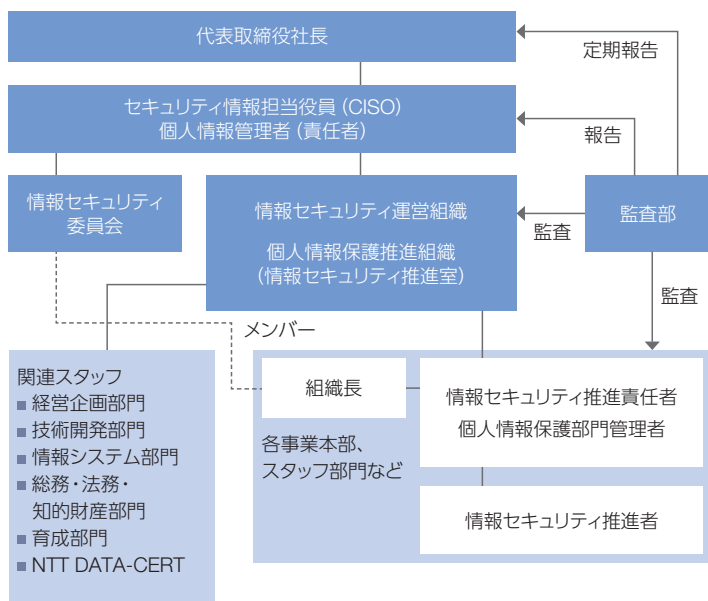 代表取締役社長
定期報告
セキュリティ情報担当役員（CISO）
個人情報管理者（責任者）
報告
情報セキュリティ
委員会
情報セキュリティ運営組織
個人情報保護推進組織
（情報セキュリティ推進室）
監査
監査部
監査
メンバー
関連スタッフ
■ 経営企画部門
■ 技術開発部門
■ 情報システム部門
■ 総務・法務・
知的財産部門
■ 育成部門
■ NTT DATA-CERT
組織長
各事業本部、
スタッフ部門など
情報セキュリティ推進責任者
個人情報保護部門管理者
情報セキュリティ推進者